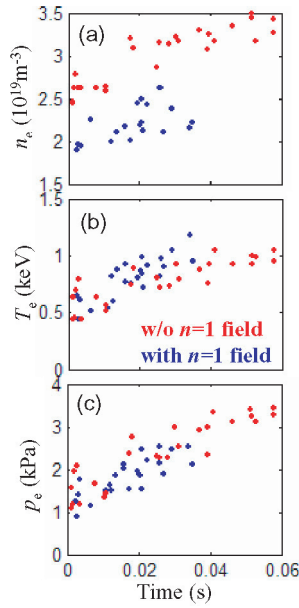 3.5
(a)
3
2.5
2
1.5
nₑ (10¹⁹m⁻³)
1.5
(b)
1
0.5
0
Tₑ (keV)
w/o n=1 field
with n=1 field
4
(c)
3
2
1
0
pₑ (kPa)
0 0.02 0.04 0.06
Time (s)